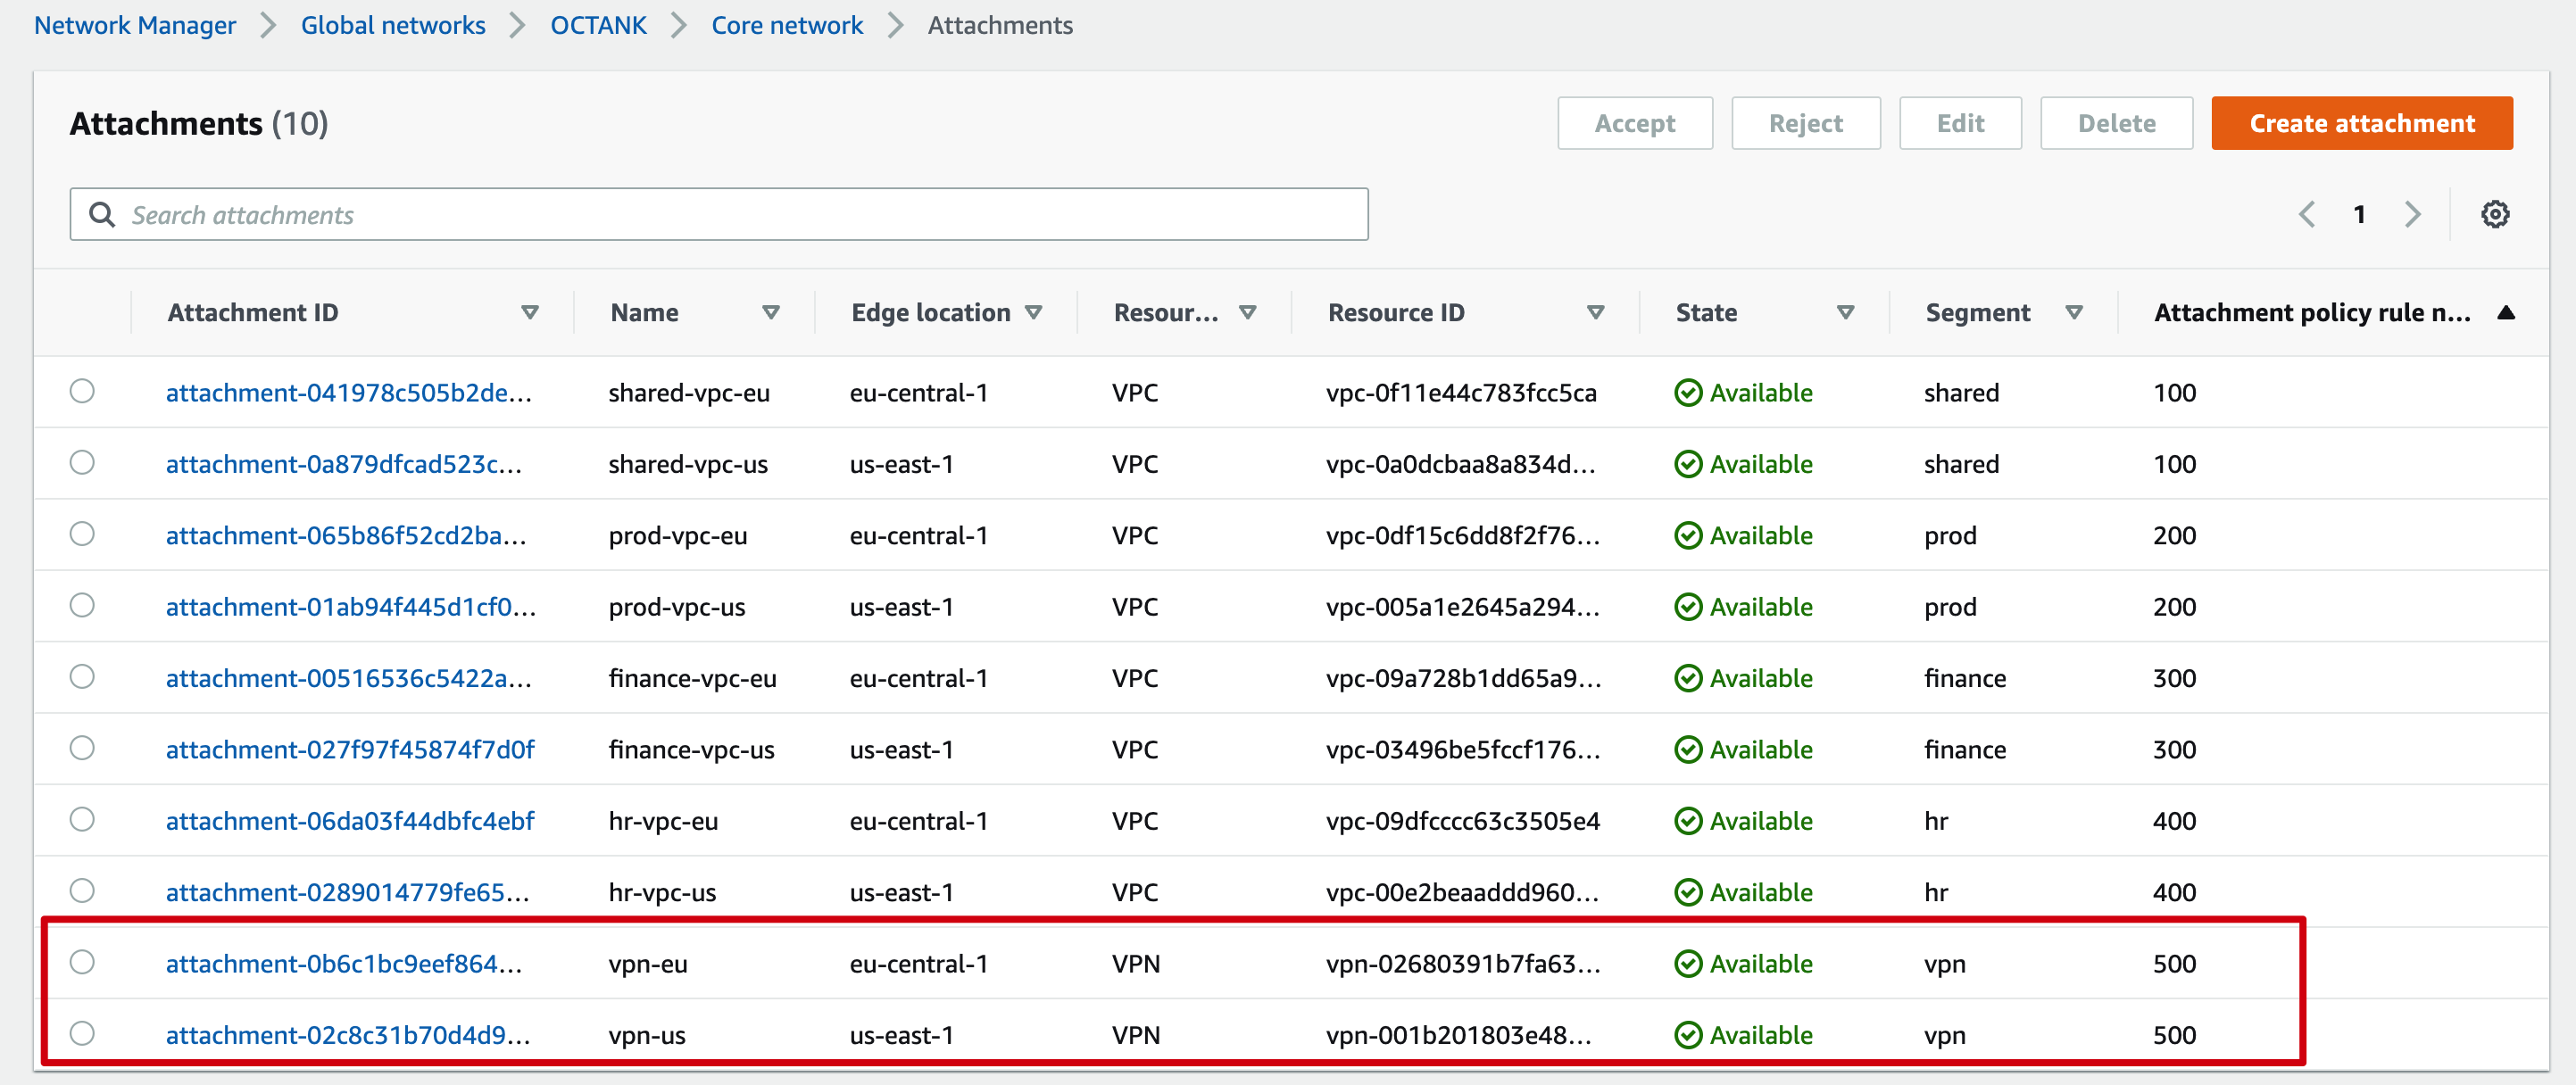 Network Manager > Global networks > OCTANK > Core network > Attachments
Attachments (10) Accept Reject Edit Delete Create attachment
Search attachments 1
Attachment ID Name Edge location Resour... Resource ID State Segment Attachment policy rule n...
attachment-041978c505b2de... shared-vpc-eu eu-central-1 VPC vpc-0f11e44c783fcc5ca Available shared 100
attachment-0a879dfcad523c... shared-vpc-us us-east-1 VPC vpc-0a0dcbaa8a834d... Available shared 100
attachment-065b86f52cd2ba... prod-vpc-eu eu-central-1 VPC vpc-0df15c6dd8f2f76... Available prod 200
attachment-01ab94f445d1cf0... prod-vpc-us us-east-1 VPC vpc-005a1e2645a294... Available prod 200
attachment-00516536c5422a... finance-vpc-eu eu-central-1 VPC vpc-09a728b1dd65a9... Available finance 300
attachment-027f97f45874f7d0f finance-vpc-us us-east-1 VPC vpc-03496be5fccf176... Available finance 300
attachment-06da03f44dbfc4ebf hr-vpc-eu eu-central-1 VPC vpc-09dfcccc63c3505e4 Available hr 400
attachment-0289014779fe65... hr-vpc-us us-east-1 VPC vpc-00e2beaaddd960... Available hr 400
attachment-0b6c1bc9eef864... vpn-eu eu-central-1 VPN vpn-02680391b7fa63... Available vpn 500
attachment-02c8c31b70d4d9... vpn-us us-east-1 VPN vpn-001b201803e48... Available vpn 500